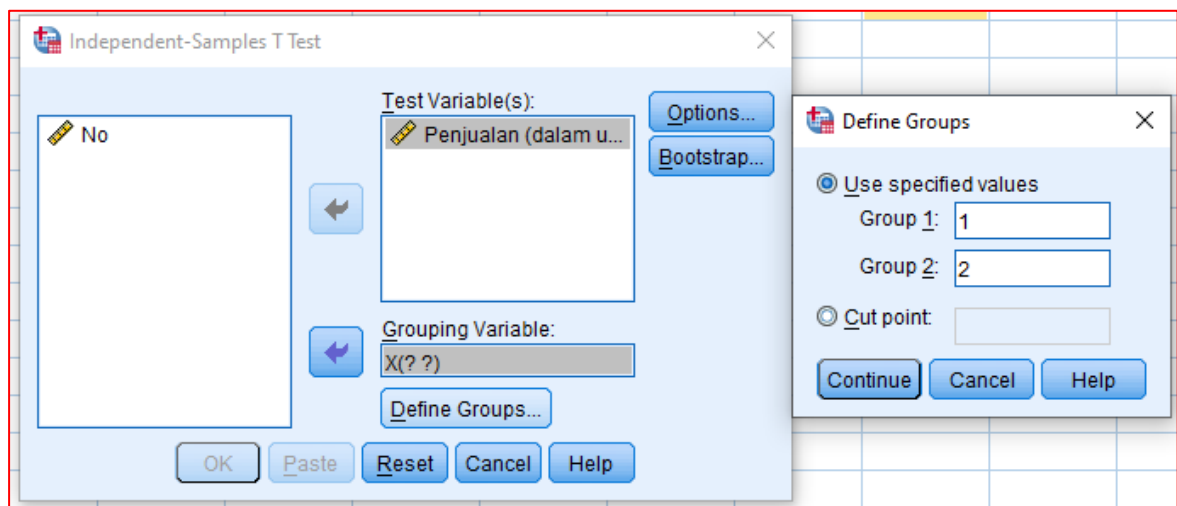 Independent-Samples T Test
No
Test Variable(s):
Penjualan (dalam u...
Options...
Bootstrap...
Grouping Variable:
X(? ?)
Define Groups...
OK Paste Reset Cancel Help
Define Groups
Use specified values
Group 1: 1
Group 2: 2
Cut point:
Continue Cancel Help